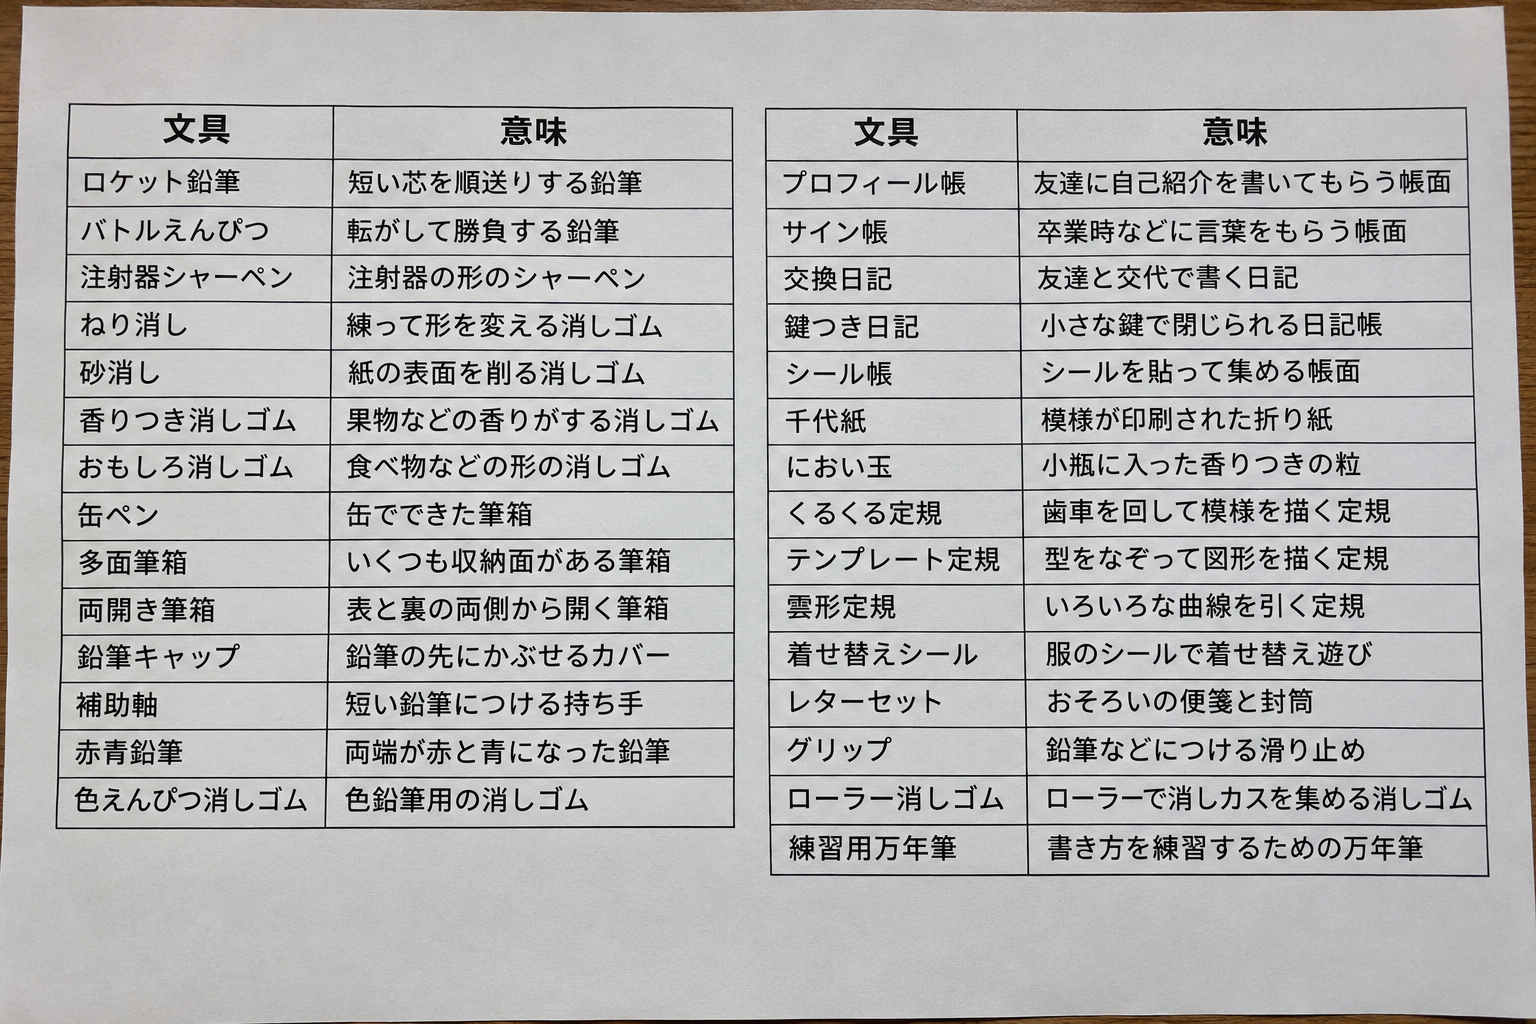 文具 意味
ロケット鉛筆 短い芯を順送りする鉛筆
バトルえんぴつ 転がして勝負する鉛筆
注射器シャーペン 注射器の形のシャーペン
ねり消し 練って形を変える消しゴム
砂消し 紙の表面を削る消しゴム
香りつき消しゴム 果物などの香りがする消しゴム
おもしろ消しゴム 食べ物などの形の消しゴム
缶ペン 缶でできた筆箱
多面筆箱 いくつも収納面がある筆箱
両開き筆箱 表と裏の両側から開く筆箱
鉛筆キャップ 鉛筆の先にかぶせるカバー
補助軸 短い鉛筆につける持ち手
赤青鉛筆 両端が赤と青になった鉛筆
色えんぴつ消しゴム 色鉛筆用の消しゴム
文具 意味
プロフィール帳 友達に自己紹介を書いてもらう帳面
サイン帳 卒業時などに言葉をもらう帳面
交換日記 友達と交代で書く日記
鍵つき日記 小さな鍵で閉じられる日記帳
シール帳 シールを貼って集める帳面
千代紙 模様が印刷された折り紙
におい玉 小瓶に入った香りつきの粒
くるくる定規 歯車を回して模様を描く定規
テンプレート定規 型をなぞって図形を描く定規
雲形定規 いろいろな曲線を引く定規
着せ替えシール 服のシールで着せ替え遊び
レターセット おそろいの便箋と封筒
グリップ 鉛筆などにつける滑り止め
ローラー消しゴム ローラーで消しカスを集める消しゴム
練習用万年筆 書き方を練習するための万年筆